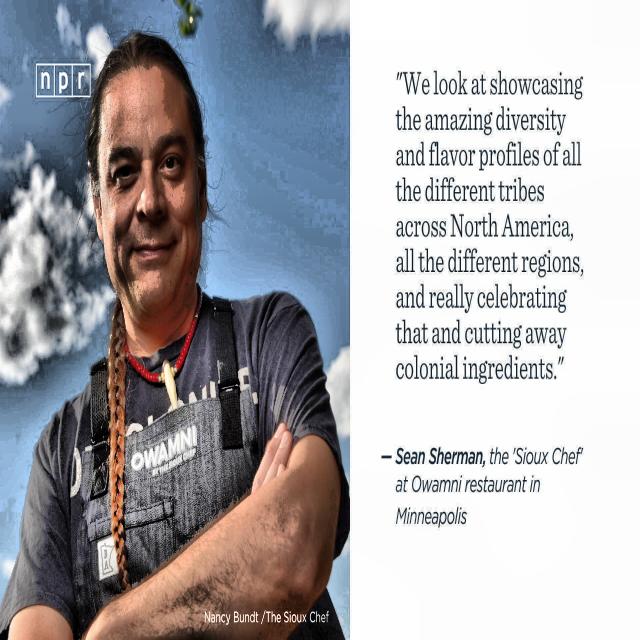 npr
"We look at showcasing
the amazing diversity
and flavor profiles of all
the different tribes
across North America,
all the different regions,
and really celebrating
that and cutting away
colonial ingredients."
— Sean Sherman, the 'Sioux Chef'
at Owamni restaurant in
Minneapolis
OWAMNI
Nancy Bundt /The Sioux Chef